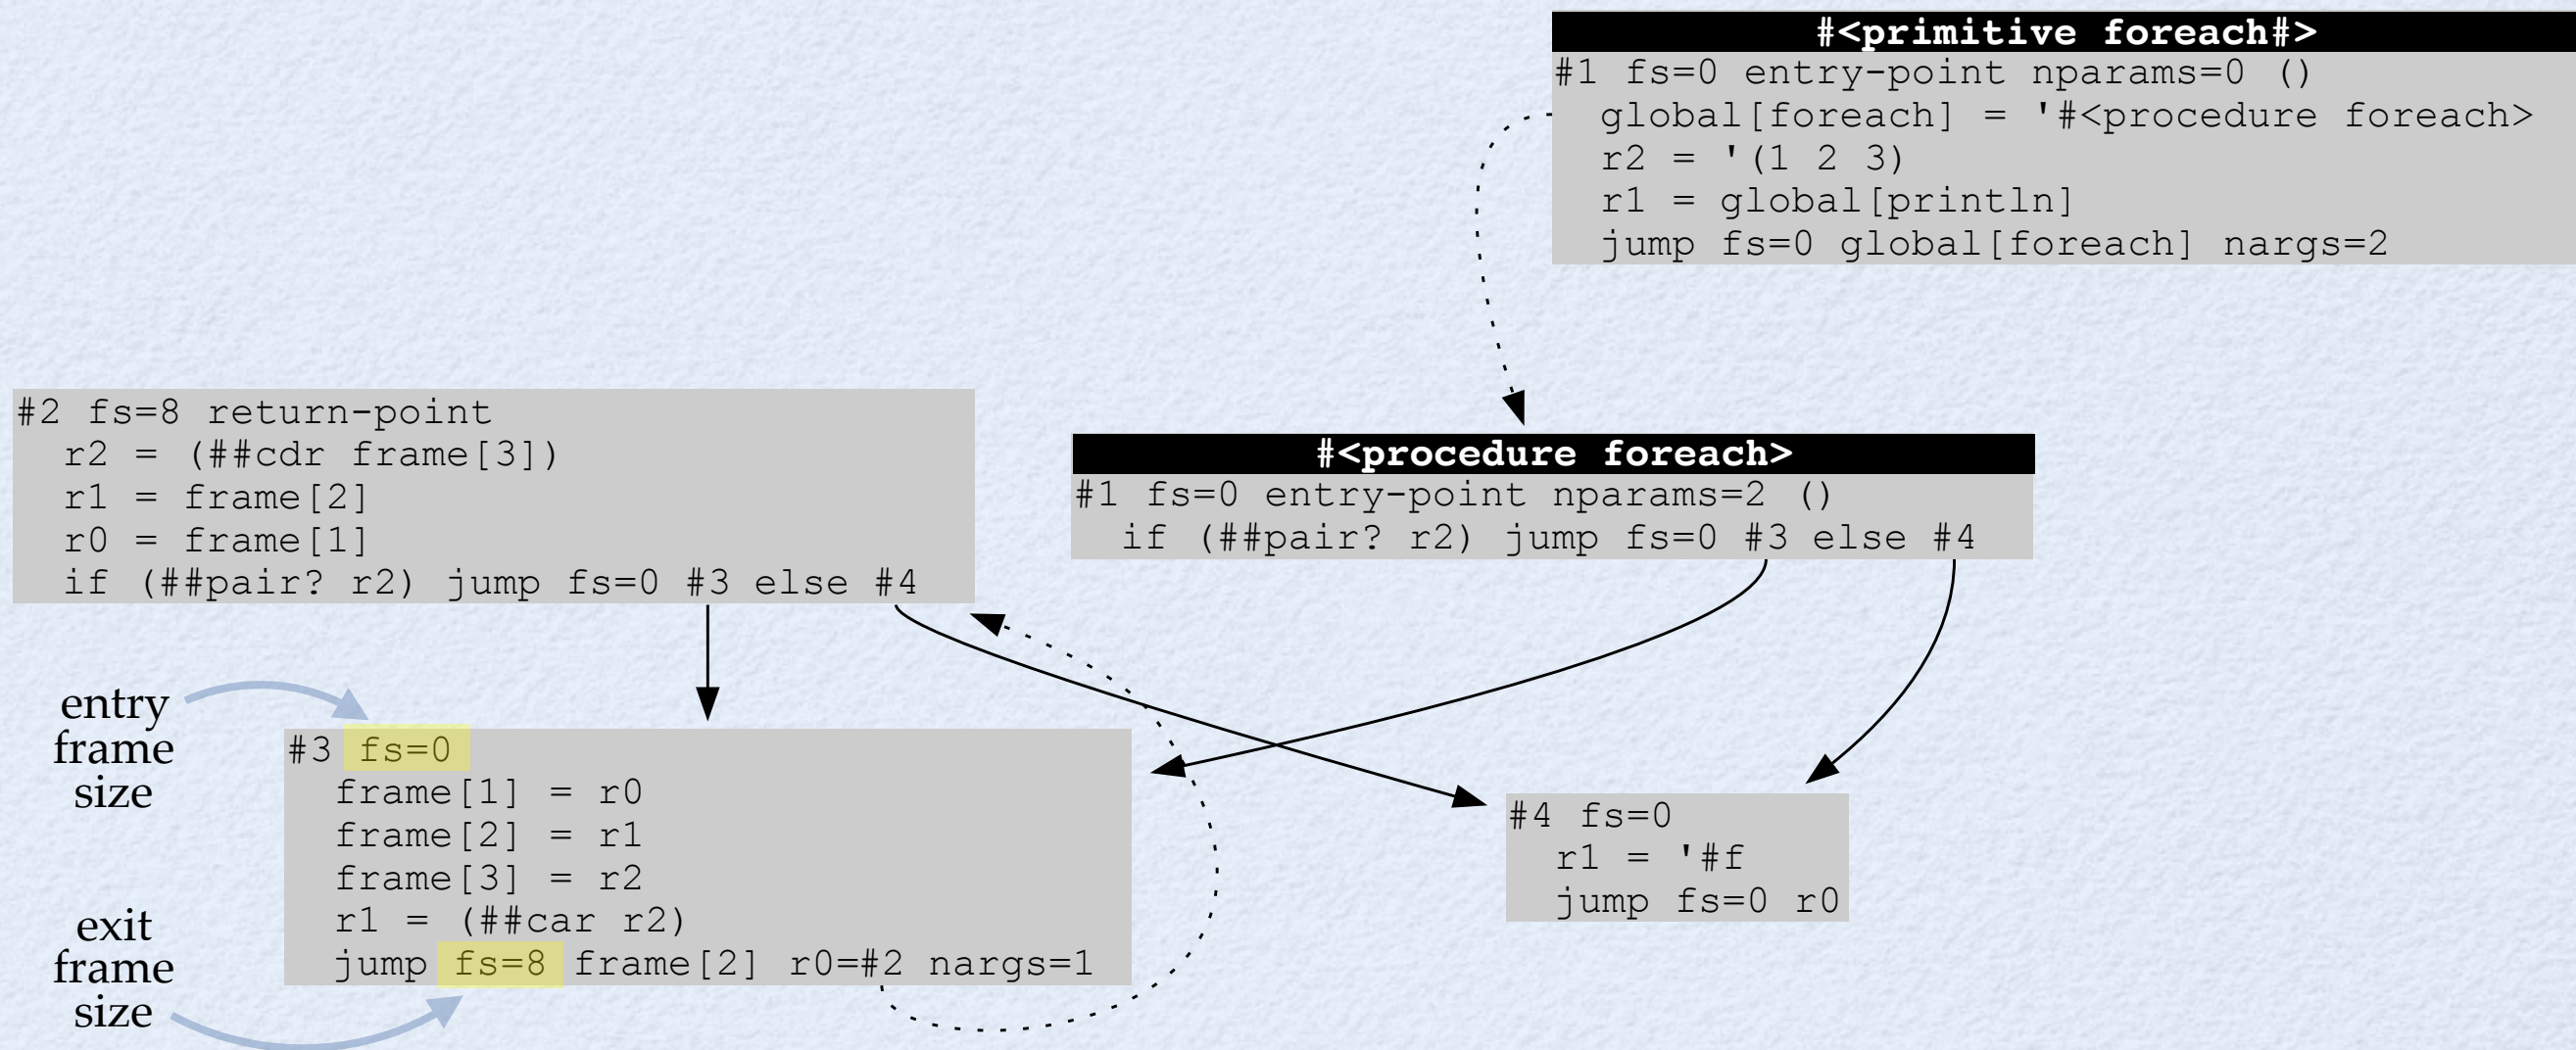 #<primitive foreach#>
#1 fs=0 entry-point nparams=0 ()
  global[foreach] = '#<procedure foreach>
  r2 = '(1 2 3)
  r1 = global[println]
  jump fs=0 global[foreach] nargs=2
#2 fs=8 return-point
  r2 = (##cdr frame[3])
  r1 = frame[2]
  r0 = frame[1]
  if (##pair? r2) jump fs=0 #3 else #4
#<procedure foreach>
#1 fs=0 entry-point nparams=2 ()
  if (##pair? r2) jump fs=0 #3 else #4
entry
frame
size
#3 fs=0
  frame[1] = r0
  frame[2] = r1
  frame[3] = r2
  r1 = (##car r2)
  jump fs=8 frame[2] r0=#2 nargs=1
exit
frame
size
#4 fs=0
  r1 = '#f
  jump fs=0 r0